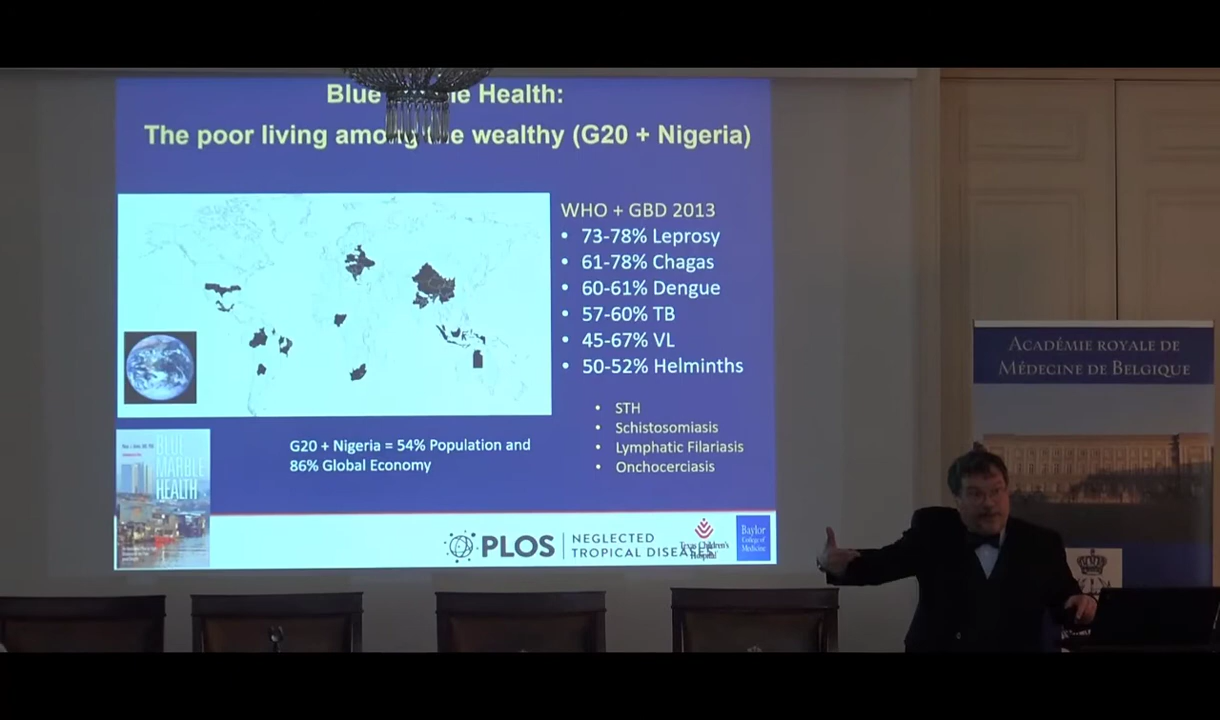 Blue Health:
The poor living among the wealthy (G20 + Nigeria)
WHO + GBD 2013
• 73-78% Leprosy
• 61-78% Chagas
• 60-61% Dengue
• 57-60% TB
• 45-67% VL
• 50-52% Helminths
• STH
• Schistosomiasis
• Lymphatic Filariasis
• Onchocerciasis
G20 + Nigeria = 54% Population and
86% Global Economy
BLUE
MARBLE
HEALTH
PLOS
NEGLECTED
TROPICAL DISEASES
Texas Children's
Hospital
Baylor
College of
Medicine
ACADÉMIE ROYALE DE
MÉDECINE DE BELGIQUE